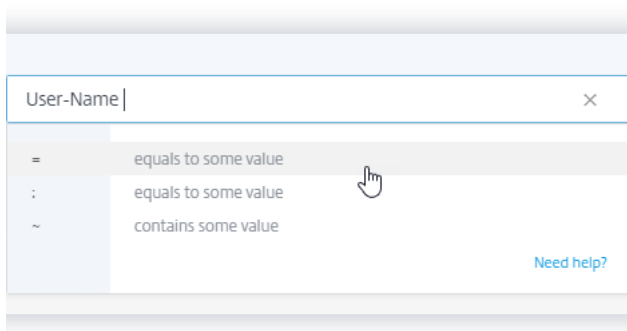 User-Name
= equals to some value
: equals to some value
~ contains some value
Need help?